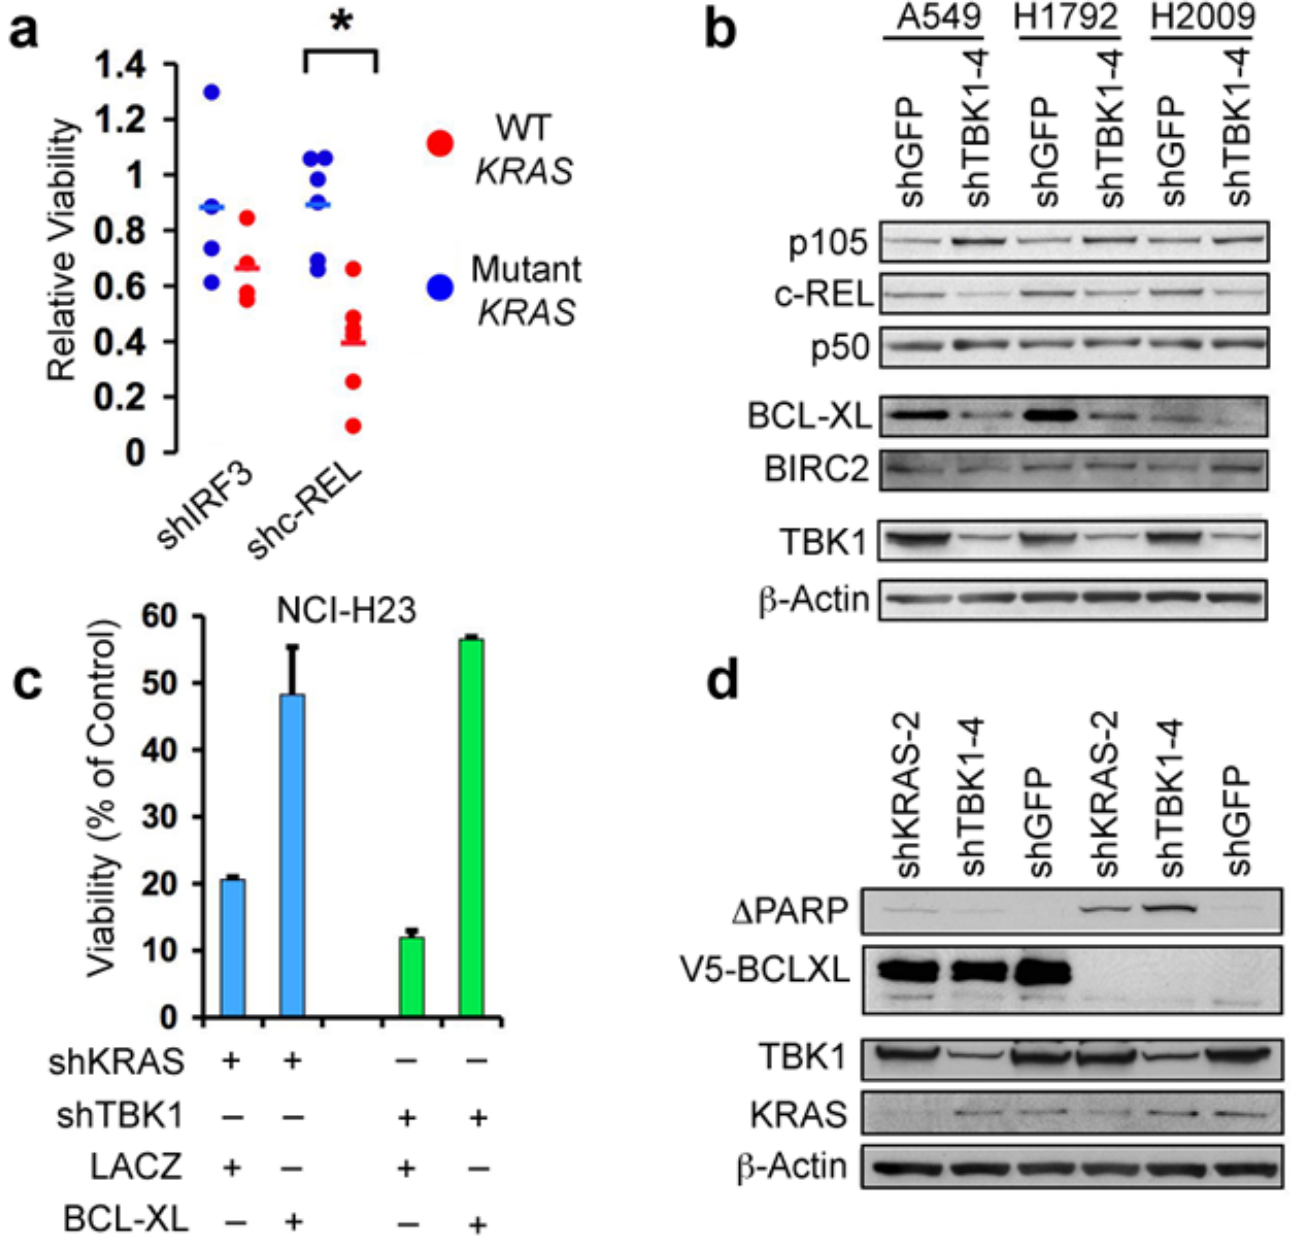 a
*
1.4
1.2
1
0.8
0.6
0.4
0.2
0
Relative Viability
shIRF3
shc-REL
WT
KRAS
Mutant
KRAS
b
A549 H1792 H2009
shGFP shTBK1-4 shGFP shTBK1-4 shGFP shTBK1-4
p105
c-REL
p50
BCL-XL
BIRC2
TBK1
β-Actin
c
NCI-H23
60
50
40
30
20
10
0
Viability (% of Control)
shKRAS + + – –
shTBK1 – – + +
LACZ + – + –
BCL-XL – + – +
d
shKRAS-2 shTBK1-4 shGFP shKRAS-2 shTBK1-4 shGFP
ΔPARP
V5-BCLXL
TBK1
KRAS
β-Actin